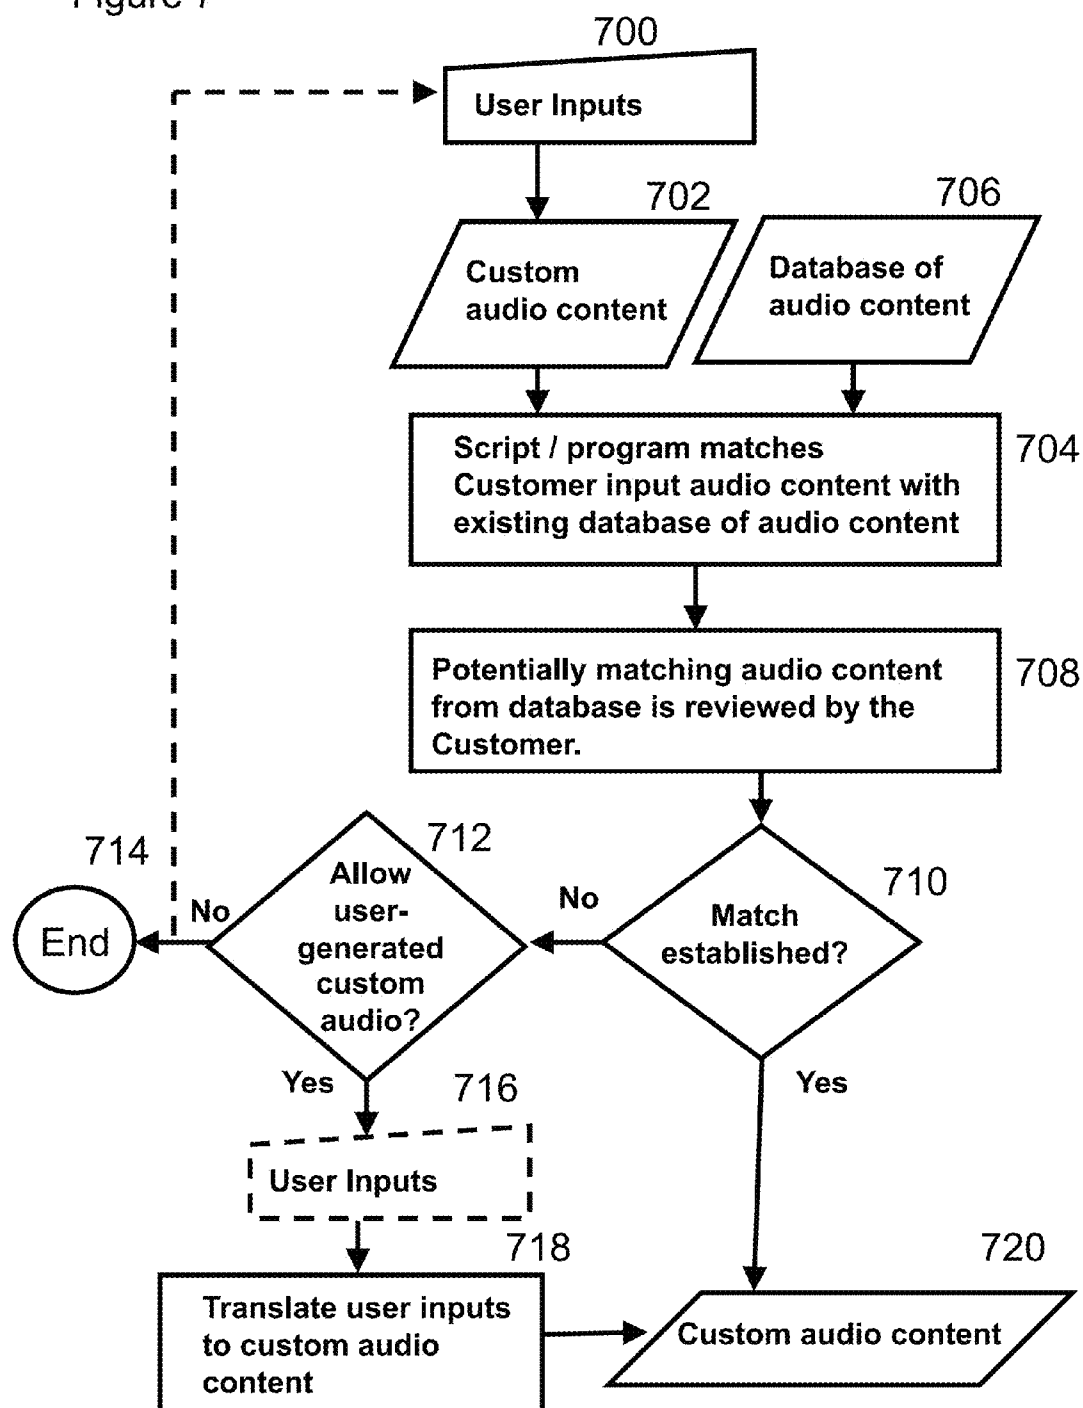 Figure 7
700
User Inputs
702
706
Custom
audio content
Database of
audio content
Script / program matches
Customer input audio content with
existing database of audio content
704
Potentially matching audio content
from database is reviewed by the
Customer.
708
714
712
710
End
No
Allow
user-
generated
custom
audio?
No
Match
established?
Yes
716
Yes
User Inputs
718
720
Translate user inputs
to custom audio
content
Custom audio content